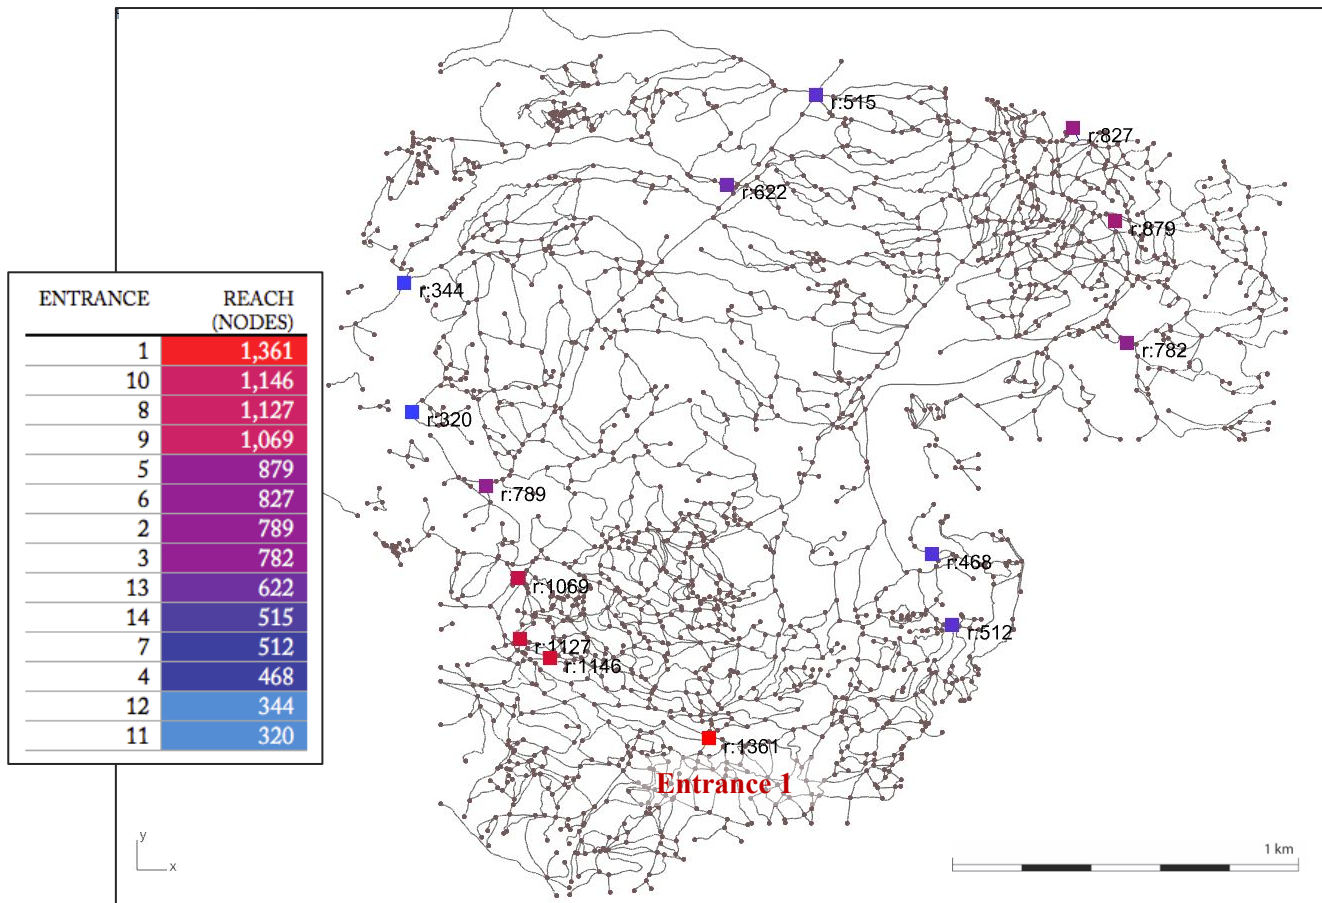 r:515
r:827
r:622
r:879
r:344
r:782
r:320
r:789
r:468
r:1069
r:512
r:1127
r:1146
r:1361
Entrance 1
ENTRANCE REACH
(NODES)
1 1,361
10 1,146
8 1,127
9 1,069
5 879
6 827
2 789
3 782
13 622
14 515
7 512
4 468
12 344
11 320
y
x
1 km